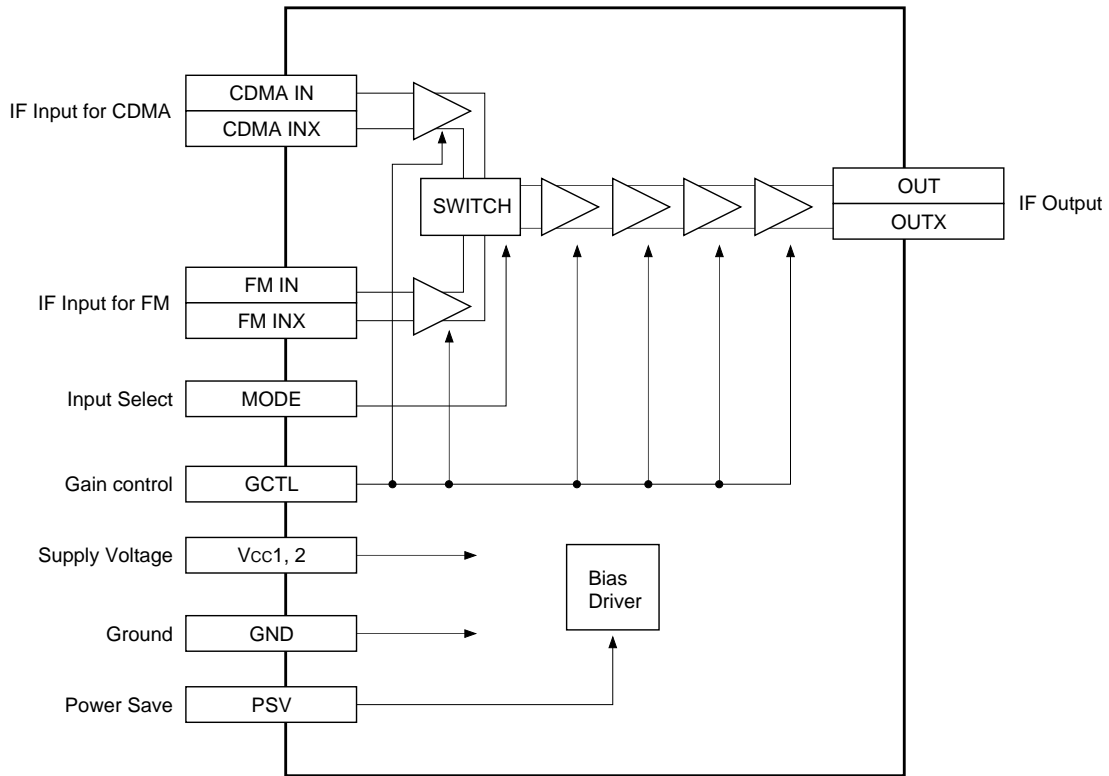 IF Input for CDMA
CDMA IN
CDMA INX
SWITCH
OUT
OUTX
IF Output
IF Input for FM
FM IN
FM INX
Input Select
MODE
Gain control
GCTL
Supply Voltage
VCC1, 2
Bias
Driver
Ground
GND
Power Save
PSV